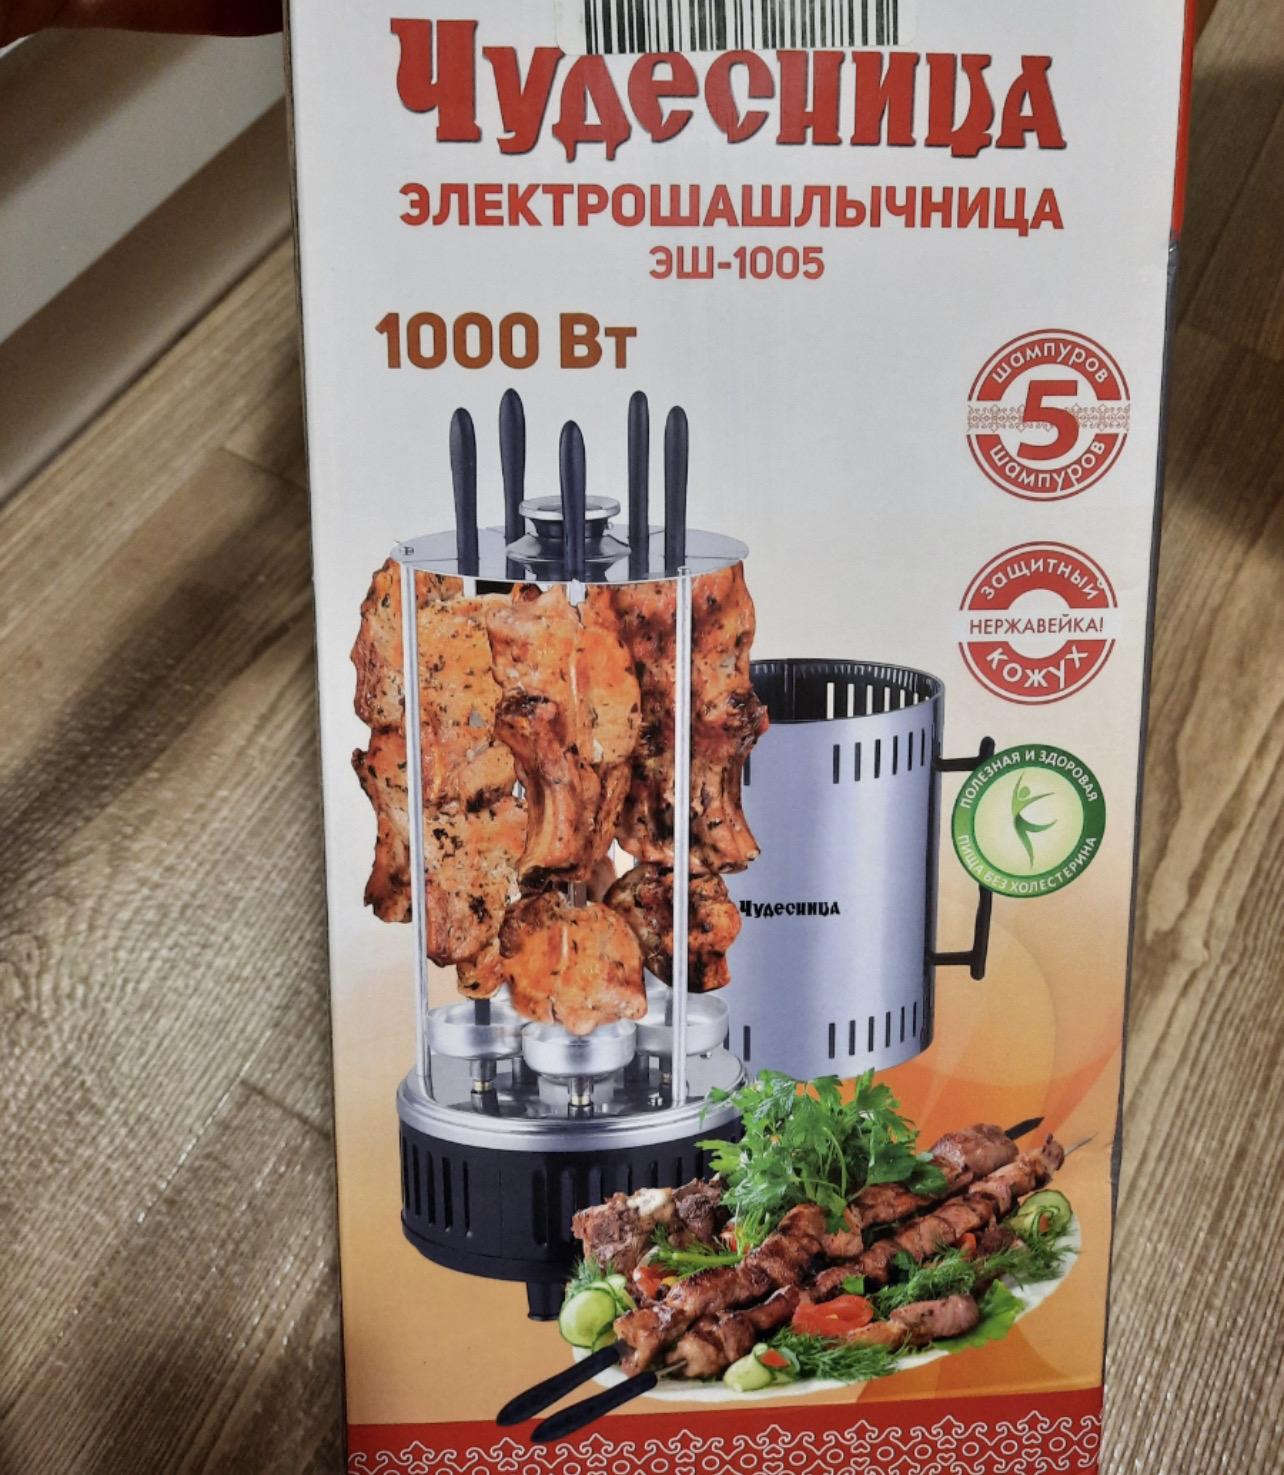 Чудесница
ЭЛЕКТРОШАШЛЫЧНИЦА
ЭШ-1005
1000 Вт
шампуров
5
шампуров
защитный
НЕРЖАВЕЙКА!
кожух
ПОЛЕЗНАЯ И ЗДОРОВАЯ
ПИЩА БЕЗ ХОЛЕСТЕРИНА
Чудесница